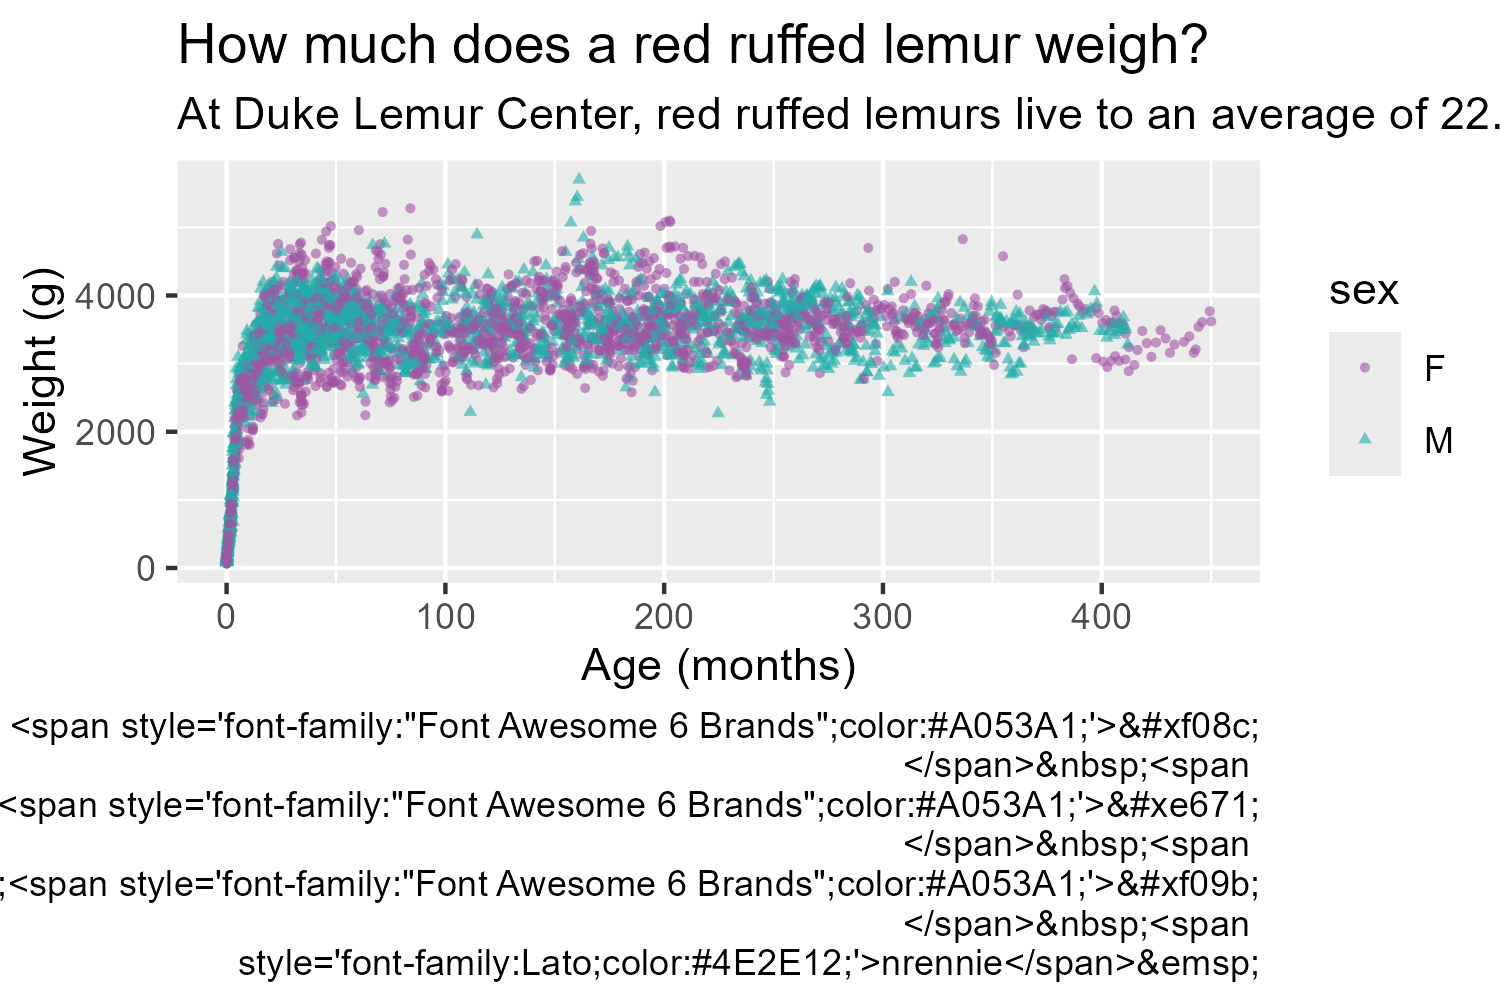 How much does a red ruffed lemur weigh?
At Duke Lemur Center, red ruffed lemurs live to an average of 22.
Weight (g)
4000
2000
0
0 100 200 300 400
Age (months)
sex
F
M
<span style='font-family:"Font Awesome 6 Brands";color:#A053A1;'>&#xf08c;
</span>&nbsp;<span
<span style='font-family:"Font Awesome 6 Brands";color:#A053A1;'>&#xe671;
</span>&nbsp;<span
;<span style='font-family:"Font Awesome 6 Brands";color:#A053A1;'>&#xf09b;
</span>&nbsp;<span
style='font-family:Lato;color:#4E2E12;'>nrennie</span>&emsp;